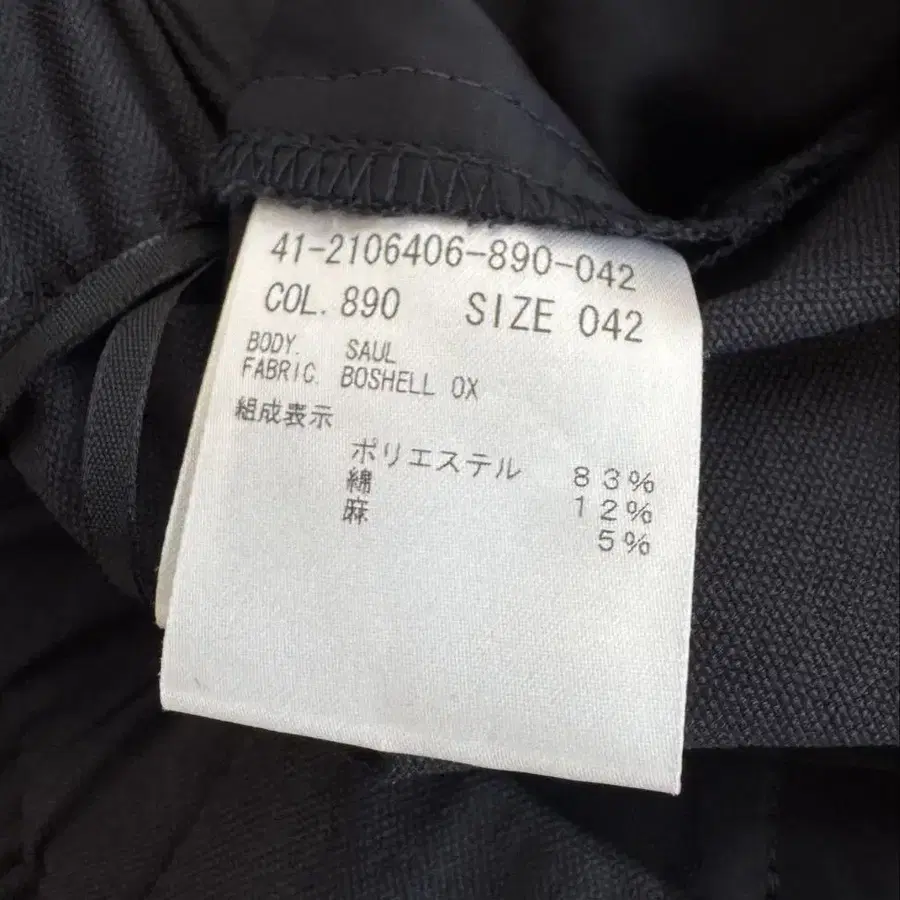 41-2106406-890-042
COL. 890 SIZE 042
BODY. SAUL
FABRIC. BOSHELL OX
組成表示
ポリエステル 83%
綿 12%
麻 5%